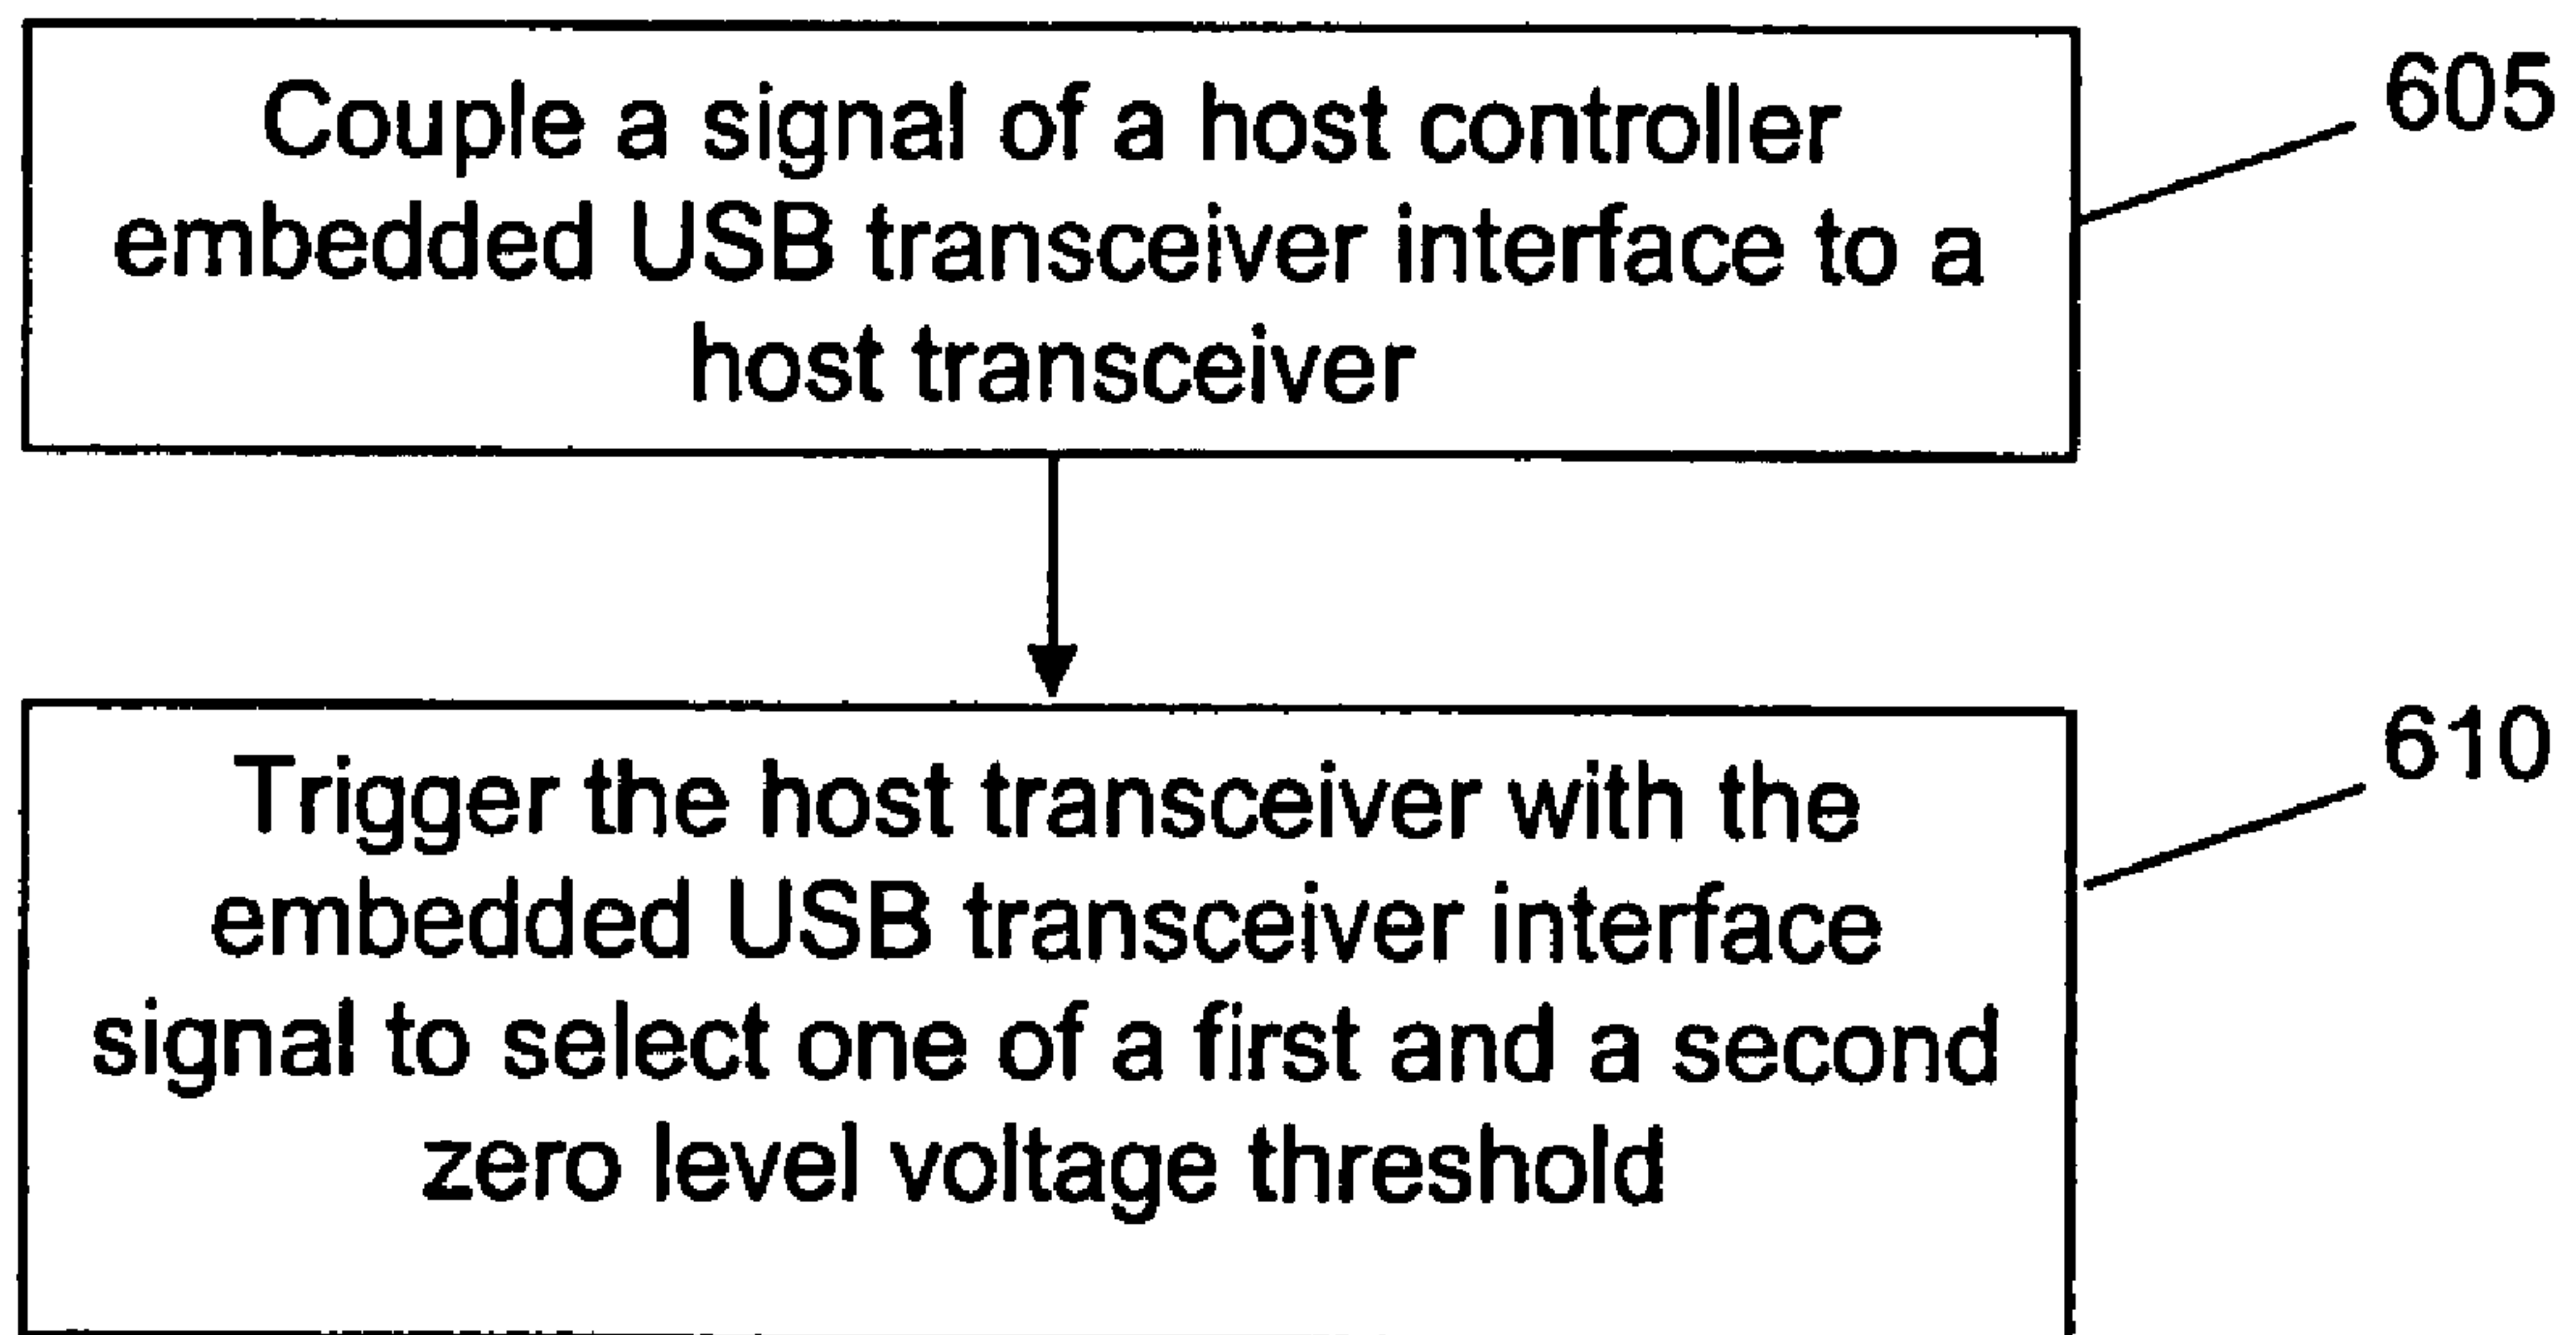 Couple a signal of a host controller
embedded USB transceiver interface to a
host transceiver
605
Trigger the host transceiver with the
embedded USB transceiver interface
signal to select one of a first and a second
zero level voltage threshold
610